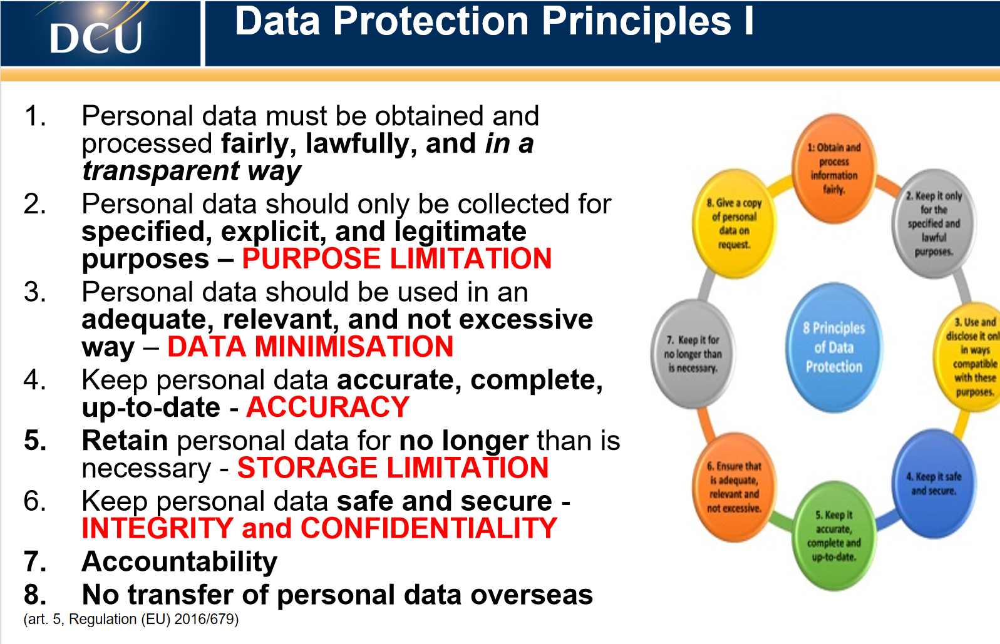 DCU
Data Protection Principles I
1. Personal data must be obtained and
processed fairly, lawfully, and in a
transparent way
2. Personal data should only be collected for
specified, explicit, and legitimate
purposes – PURPOSE LIMITATION
3. Personal data should be used in an
adequate, relevant, and not excessive
way – DATA MINIMISATION
4. Keep personal data accurate, complete,
up-to-date - ACCURACY
5. Retain personal data for no longer than is
necessary - STORAGE LIMITATION
6. Keep personal data safe and secure -
INTEGRITY and CONFIDENTIALITY
7. Accountability
8. No transfer of personal data overseas
(art. 5, Regulation (EU) 2016/679)
1: Obtain and
process
information
fairly.
2. Keep it only
for the
specified and
lawful
purposes.
3. Use and
disclose it onl
in ways
compatible
with these
purposes.
4. Keep it safe
and secure.
5. Keep it
accurate,
complete and
up-to-date.
6. Ensure that
is adequate,
relevant and
not excessive.
7. Keep it for
no longer than
is necessary.
8. Give a copy
of personal
data on
request.
8 Principles
of Data
Protection